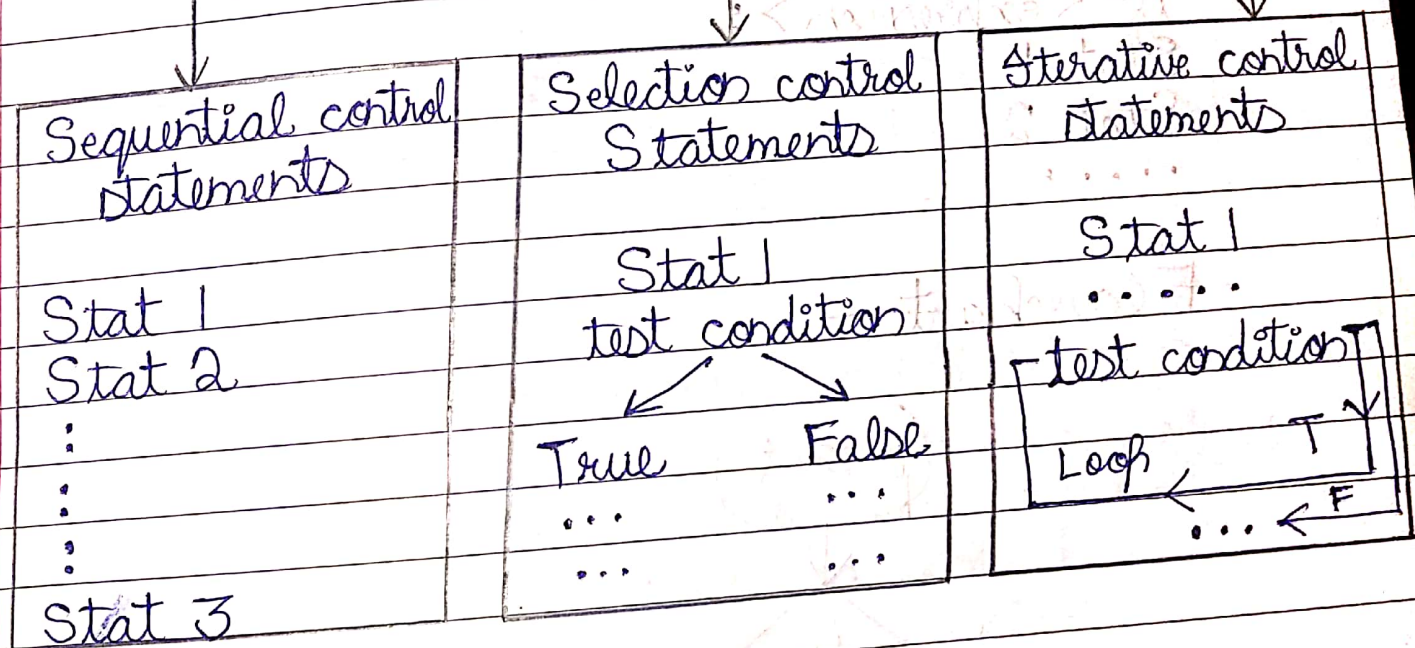 Sequential control
statements
Stat 1
Stat 2
:
:
:
Stat 3
Selection control
Statements
Stat 1
test condition
True False
... ...
... ...
Iterative control
statements
.....
Stat 1
.....
test condition
Loop T
F
...